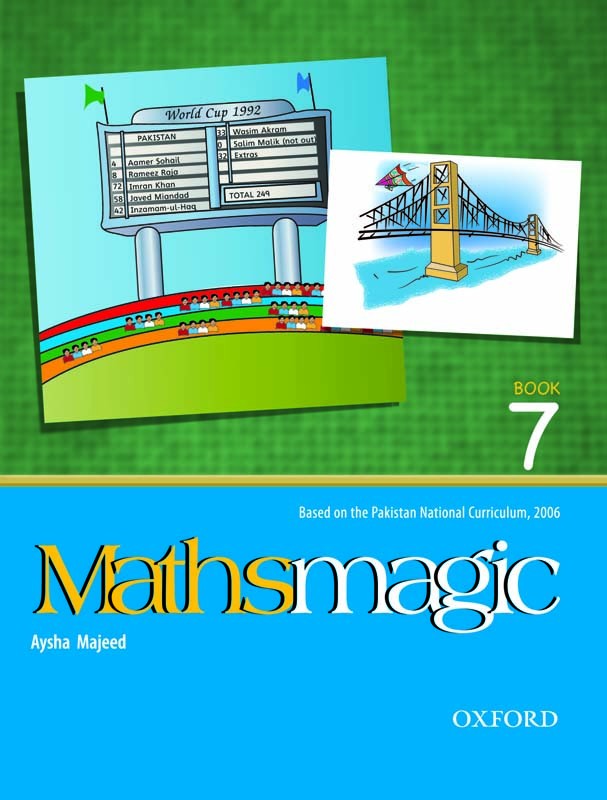 World Cup 1992
PAKISTAN
4 Aamer Sohail
8 Rameez Raja
72 Imran Khan
58 Javed Miandad
42 Inzamam-ul-Haq
33 Wasim Akram
0 Salim Malik (not out)
32 Extras
TOTAL 249
BOOK
7
Based on the Pakistan National Curriculum, 2006
Mathsmagic
Aysha Majeed
OXFORD